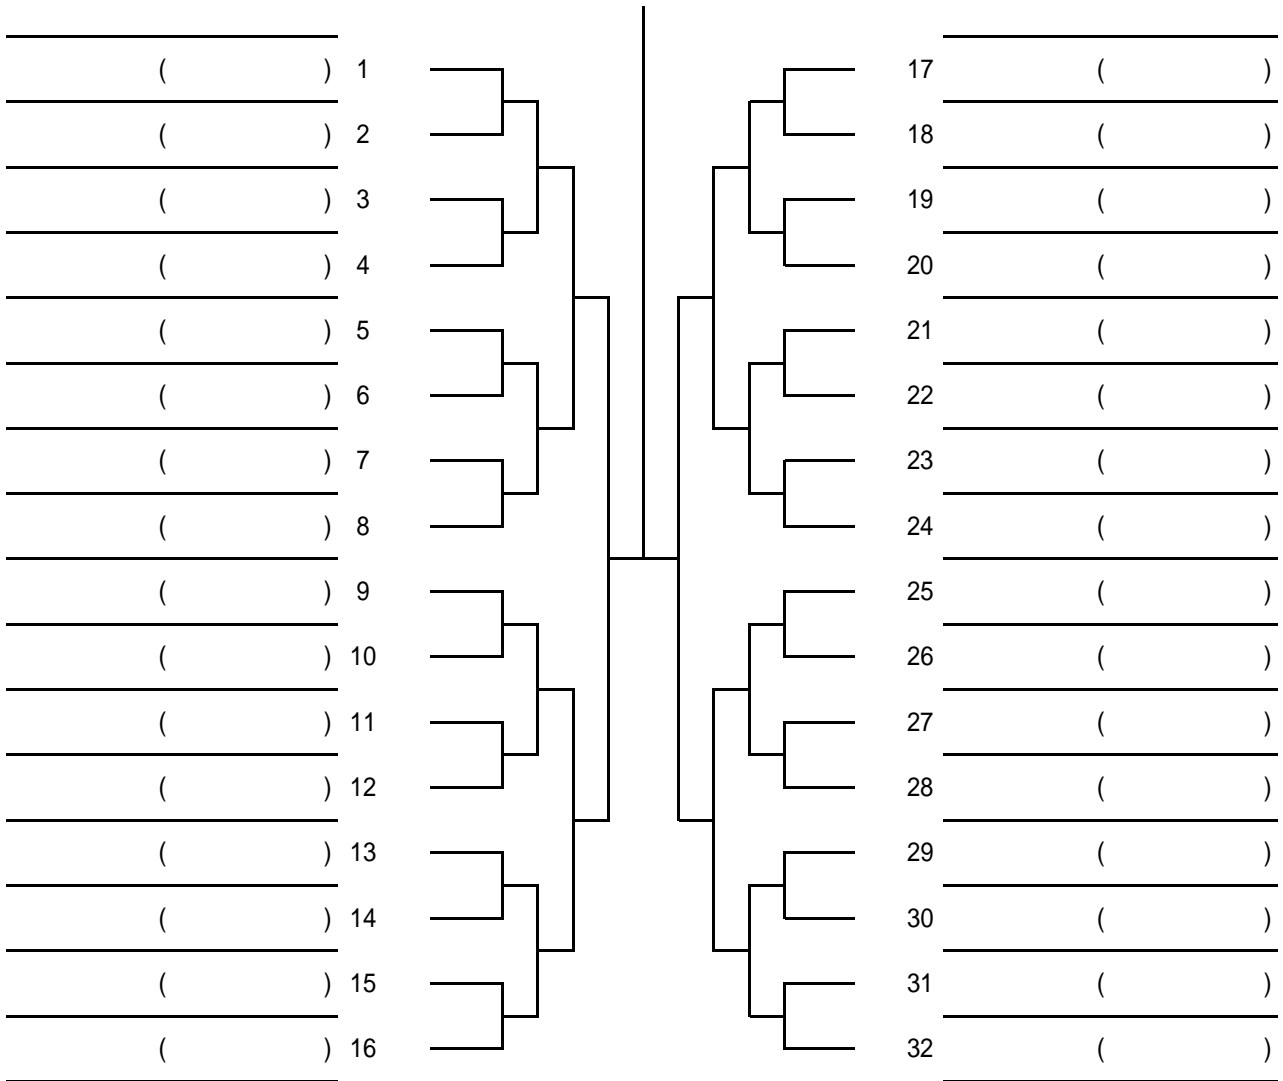 ( ) 1 17 ( )
( ) 2 18 ( )
( ) 3 19 ( )
( ) 4 20 ( )
( ) 5 21 ( )
( ) 6 22 ( )
( ) 7 23 ( )
( ) 8 24 ( )
( ) 9 25 ( )
( ) 10 26 ( )
( ) 11 27 ( )
( ) 12 28 ( )
( ) 13 29 ( )
( ) 14 30 ( )
( ) 15 31 ( )
( ) 16 32 ( )